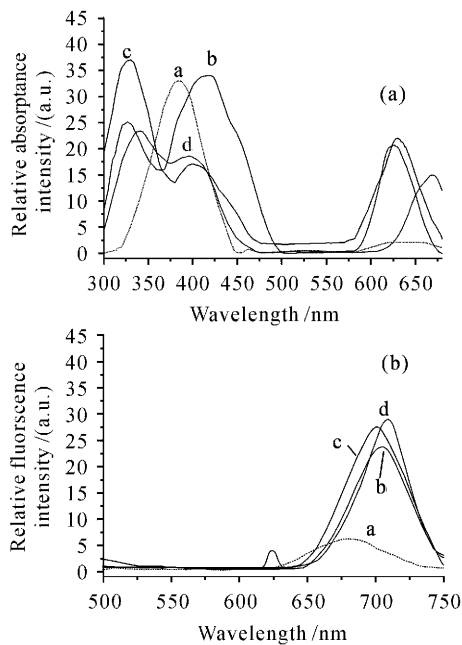 Relative absorptance
intensity /(a.u.)
45
40
35
30
25
20
15
10
5
0
c
a
b
d
(a)
300 350 400 450 500 550 600 650
Wavelength /nm
Relative fluorescence
intensity /(a.u.)
45
40
35
30
25
20
15
10
5
0
(b)
d
c
b
a
500 550 600 650 700 750
Wavelength /nm